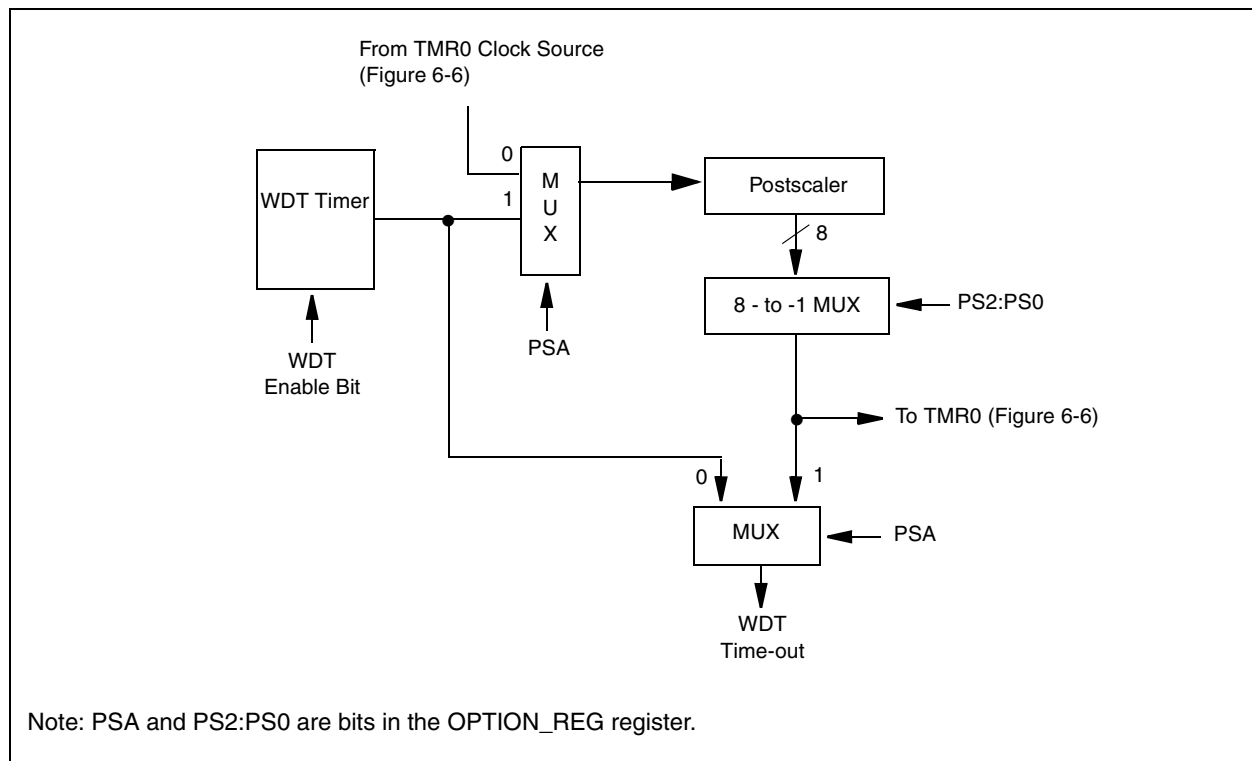 From TMR0 Clock Source
(Figure 6-6)
0
1
M
U
X
WDT Timer
Postscaler
8
8 - to -1 MUX
PS2:PS0
PSA
WDT
Enable Bit
To TMR0 (Figure 6-6)
0
1
MUX
PSA
WDT
Time-out
Note: PSA and PS2:PS0 are bits in the OPTION_REG register.